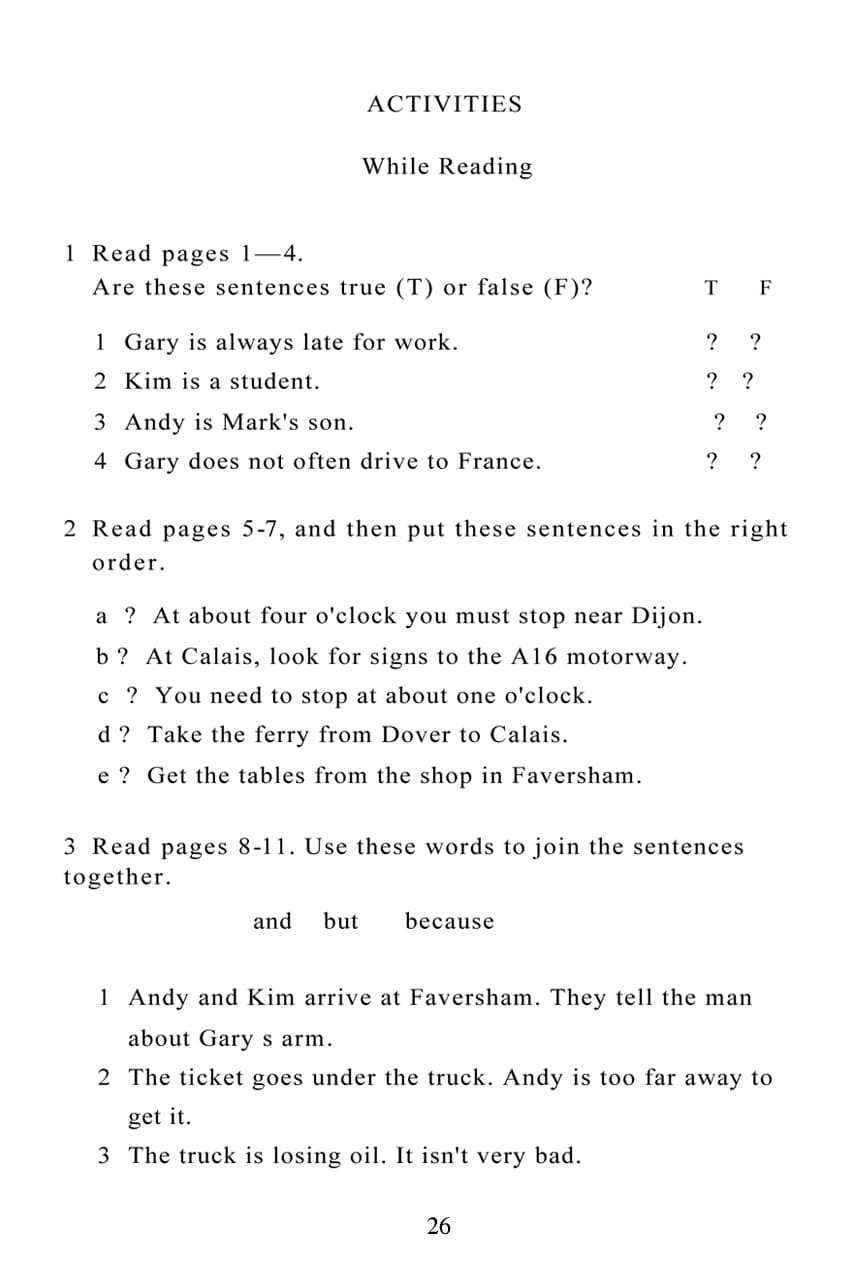 ACTIVITIES
While Reading
1 Read pages 1—4.
Are these sentences true (T) or false (F)? T F
1 Gary is always late for work. ? ?
2 Kim is a student. ? ?
3 Andy is Mark's son. ? ?
4 Gary does not often drive to France. ? ?
2 Read pages 5-7, and then put these sentences in the right
order.
a ? At about four o'clock you must stop near Dijon.
b ? At Calais, look for signs to the A16 motorway.
c ? You need to stop at about one o'clock.
d ? Take the ferry from Dover to Calais.
e ? Get the tables from the shop in Faversham.
3 Read pages 8-11. Use these words to join the sentences
together.
and but because
1 Andy and Kim arrive at Faversham. They tell the man
about Gary s arm.
2 The ticket goes under the truck. Andy is too far away to
get it.
3 The truck is losing oil. It isn't very bad.
26